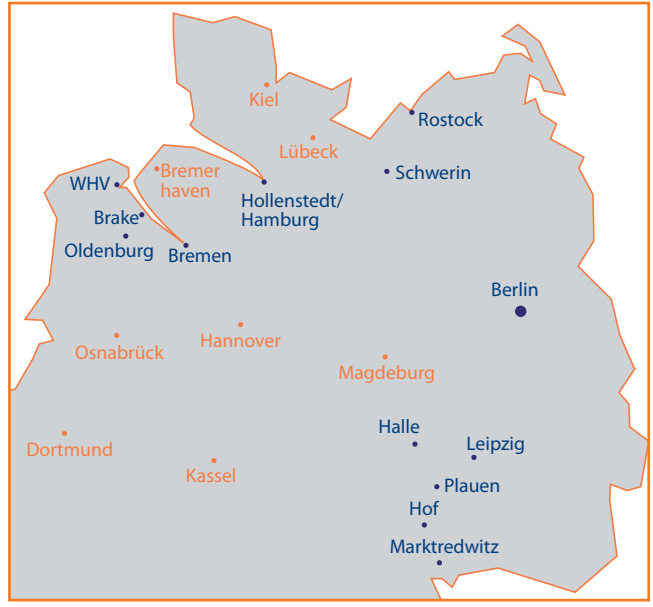 Kiel
Rostock
Lübeck
Bremer
haven
Schwerin
WHV
Hollenstedt/
Hamburg
Brake
Oldenburg
Bremen
Berlin
Hannover
Osnabrück
Magdeburg
Halle
Leipzig
Dortmund
Kassel
Plauen
Hof
Marktredwitz